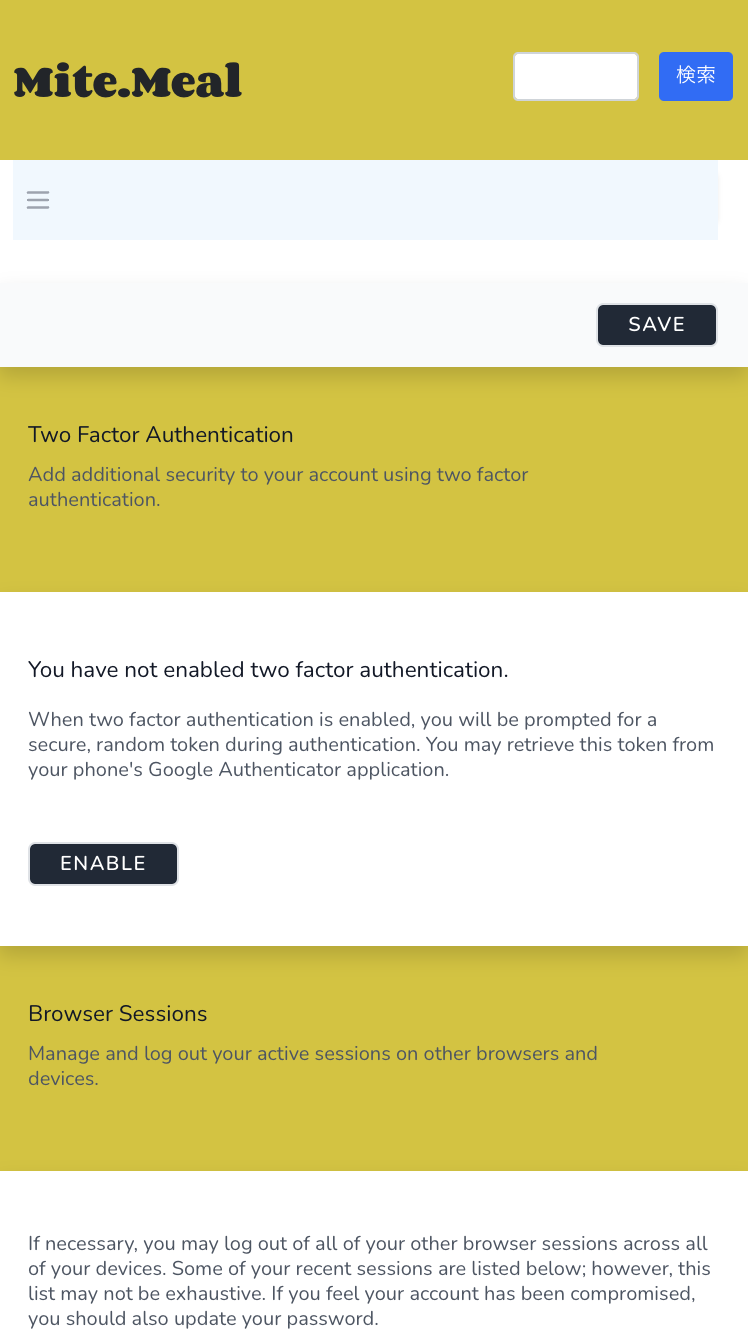 Mite.Meal
検索
SAVE
Two Factor Authentication
Add additional security to your account using two factor
authentication.
You have not enabled two factor authentication.
When two factor authentication is enabled, you will be prompted for a
secure, random token during authentication. You may retrieve this token from
your phone's Google Authenticator application.
ENABLE
Browser Sessions
Manage and log out your active sessions on other browsers and
devices.
If necessary, you may log out of all of your other browser sessions across all
of your devices. Some of your recent sessions are listed below; however, this
list may not be exhaustive. If you feel your account has been compromised,
you should also update your password.